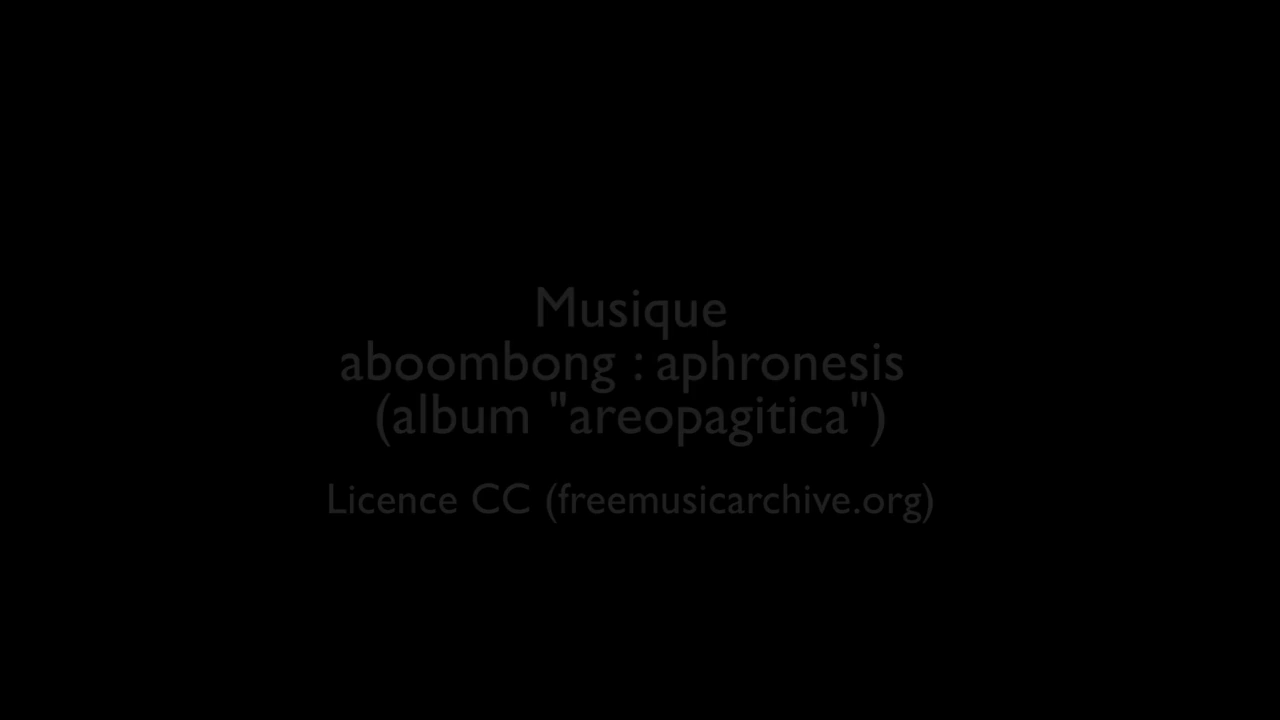 Musique
aboombong : aphronesis
(album "areopagitica")
Licence CC (freemusicarchive.org)